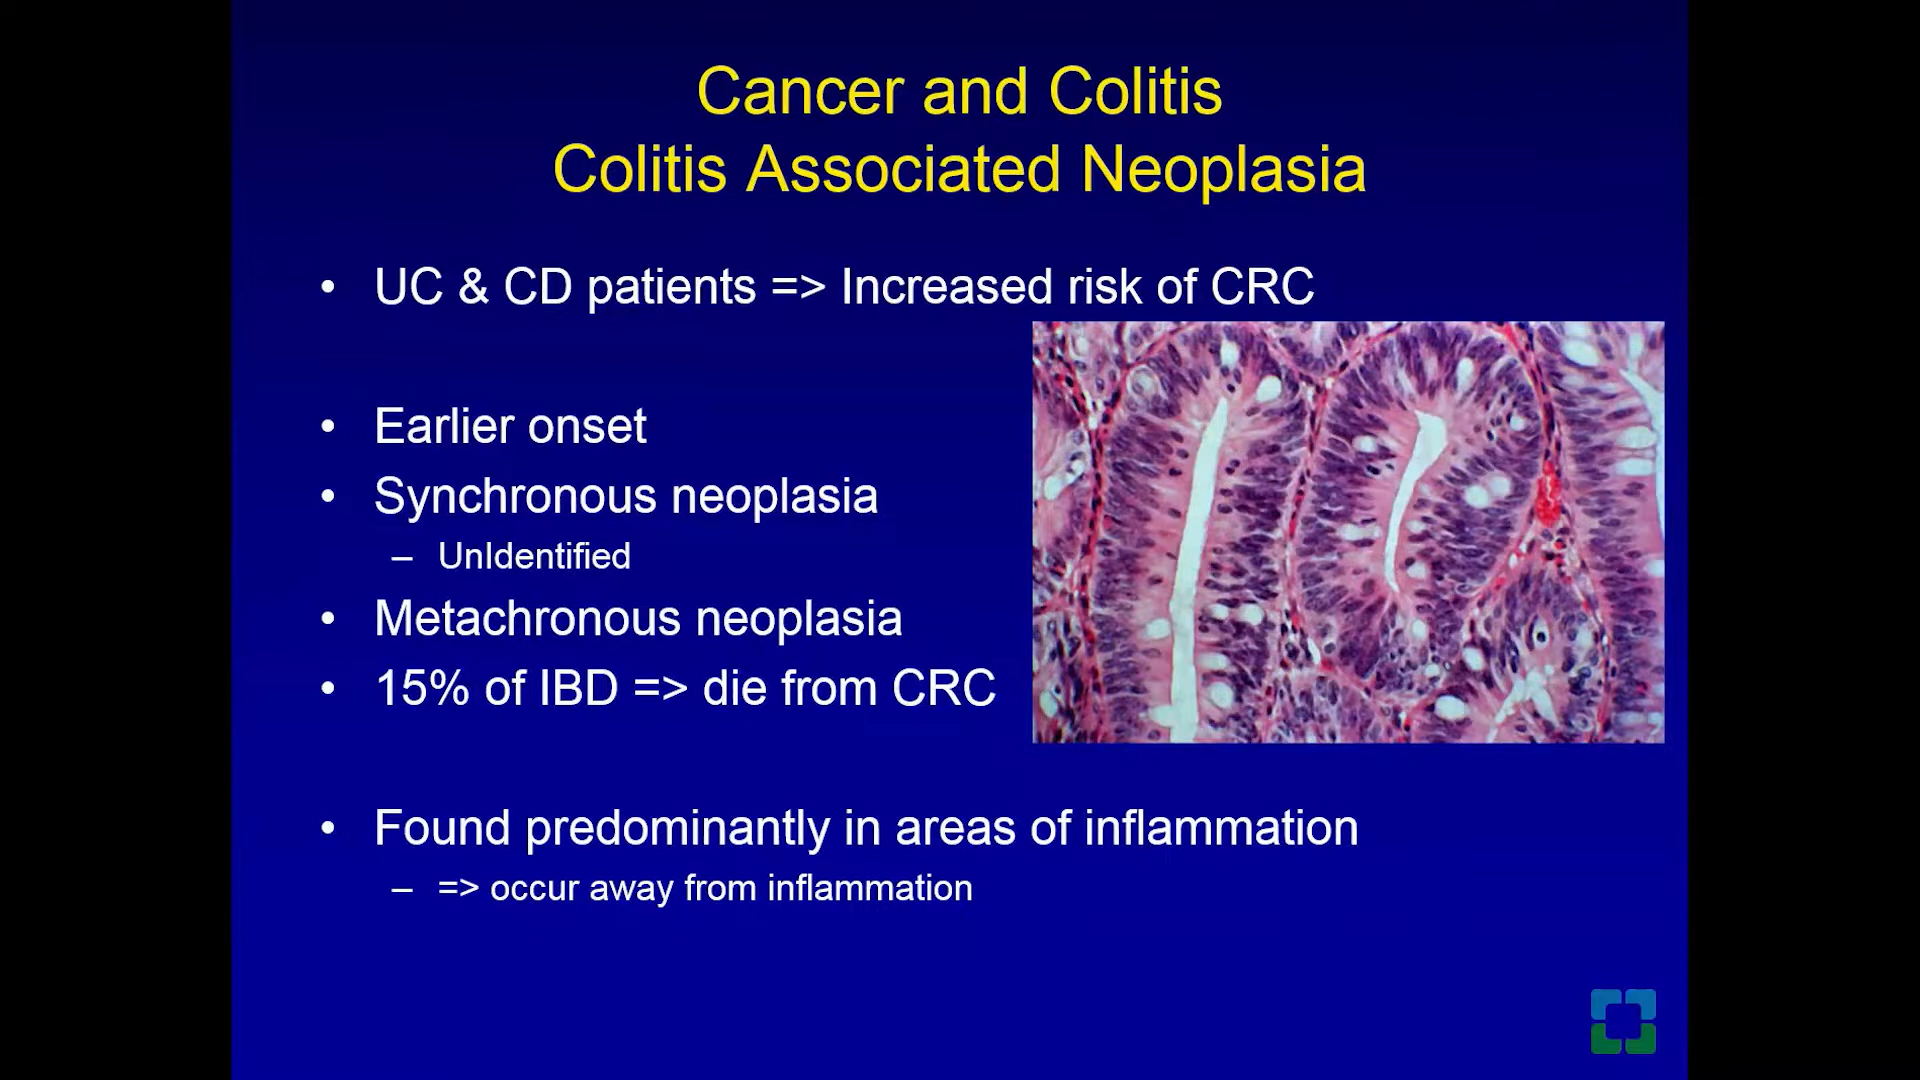 Cancer and Colitis
Colitis Associated Neoplasia
• UC & CD patients => Increased risk of CRC
• Earlier onset
• Synchronous neoplasia
– UnIdentified
• Metachronous neoplasia
• 15% of IBD => die from CRC
• Found predominantly in areas of inflammation
– => occur away from inflammation